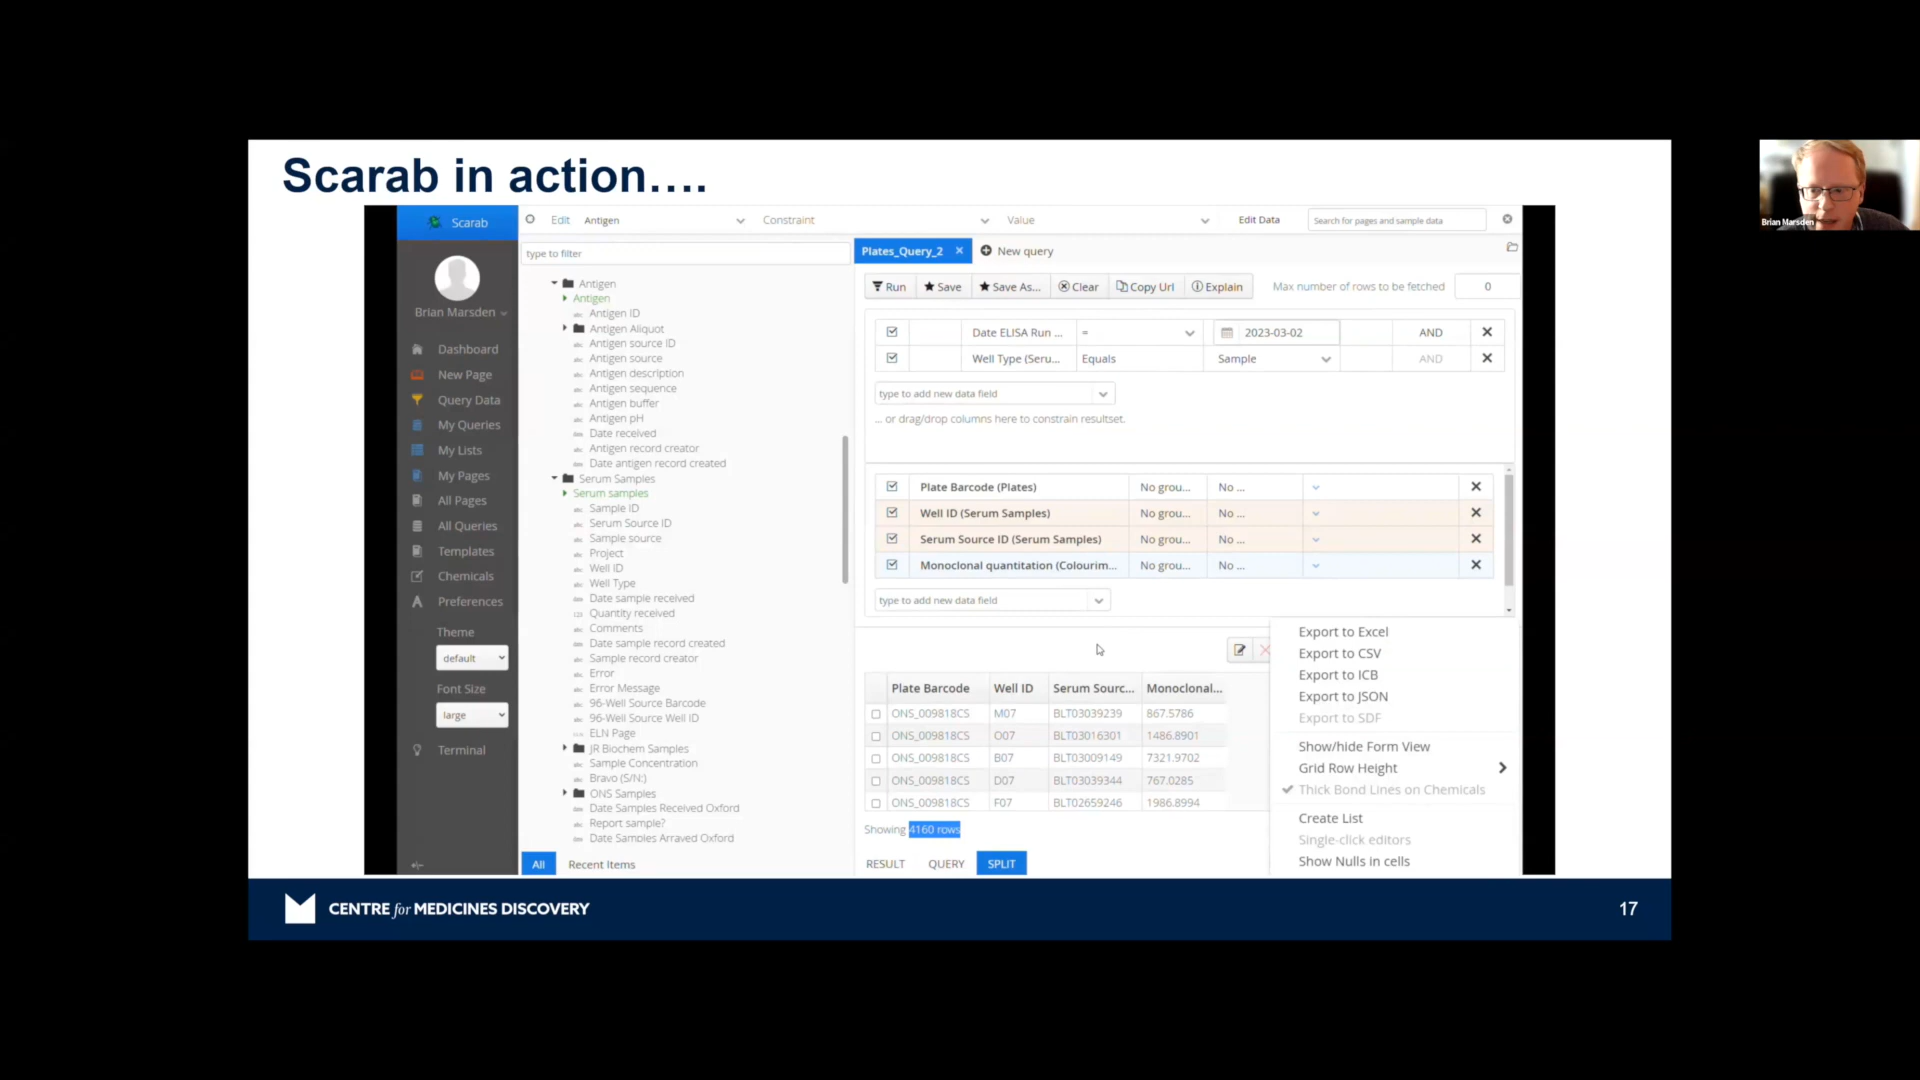 Scarab in action....
Scarab
Brian Marsden
Dashboard
New Page
Query Data
My Queries
My Lists
My Pages
All Pages
All Queries
Templates
Chemicals
Preferences
Theme
default
Font Size
large
Terminal
Edit Antigen Constraint Value Edit Data Search for pages and sample data
type to filter
Antigen
Antigen
Antigen ID
Antigen Aliquot
Antigen source ID
Antigen source
Antigen description
Antigen sequence
Antigen buffer
Antigen pH
Date received
Antigen record creator
Date antigen record created
Serum Samples
Serum samples
Sample ID
Serum Source ID
Sample source
Project
Well ID
Well Type
Date sample received
Quantity received
Comments
Date sample record created
Sample record creator
Error
Error Message
96-Well Source Barcode
96-Well Source Well ID
ELN Page
JR Biochem Samples
Sample Concentration
Bravo (S/N:)
ONS Samples
Date Samples Received Oxford
Report sample?
Date Samples Arrayed Oxford
All Recent Items
Plates_Query_2 × New query
Run Save Save As... Clear Copy Url Explain Max number of rows to be fetched 0
Date ELISA Run ... = 2023-03-02 AND
Well Type (Seru... Equals Sample AND
type to add new data field
... or drag/drop columns here to constrain resultset.
Plate Barcode (Plates) No grou... No ...
Well ID (Serum Samples) No grou... No ...
Serum Source ID (Serum Samples) No grou... No ...
Monoclonal quantitation (Colourim... No grou... No ...
type to add new data field
Plate Barcode Well ID Serum Sourc... Monoclonal...
ONS_009818CS M07 BLT03039239 867.5786
ONS_009818CS O07 BLT03016301 1486.8901
ONS_009818CS B07 BLT03009149 7321.9702
ONS_009818CS D07 BLT03039344 767.0285
ONS_009818CS F07 BLT02659246 1986.8994
Showing 4160 rows
RESULT QUERY SPLIT
Export to Excel
Export to CSV
Export to ICB
Export to JSON
Export to SDF
Show/hide Form View
Grid Row Height
Thick Bond Lines on Chemicals
Create List
Single-click editors
Show Nulls in cells
CENTRE for MEDICINES DISCOVERY
17
Brian Marsden